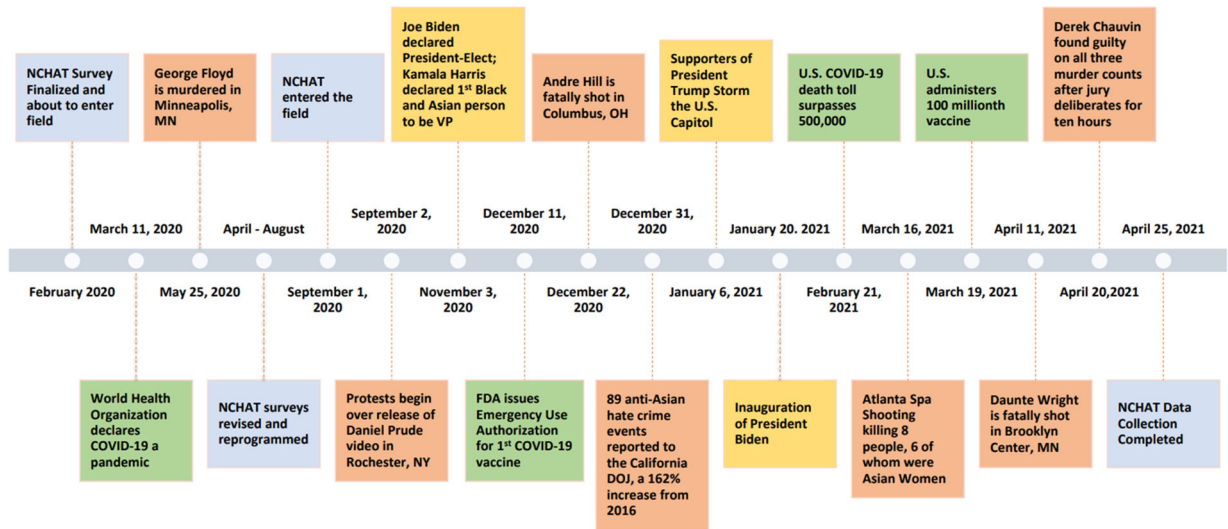 NCHAT Survey
Finalized and
about to enter
field
George Floyd
is murdered in
Minneapolis,
MN
NCHAT
entered the
field
Joe Biden
declared
President-Elect;
Kamala Harris
declared 1st Black
and Asian person
to be VP
Andre Hill is
fatally shot in
Columbus, OH
Supporters of
President
Trump Storm
the U.S.
Capitol
U.S. COVID-19
death toll
surpasses
500,000
U.S.
administers
100 millionth
vaccine
Derek Chauvin
found guilty
on all three
murder counts
after jury
deliberates for
ten hours
March 11, 2020
April - August
September 2,
2020
December 11,
2020
December 31,
2020
January 20. 2021
March 16, 2021
April 11, 2021
April 25, 2021
February 2020
May 25, 2020
September 1,
2020
November 3,
2020
December 22,
2020
January 6, 2021
February 21,
2021
March 19, 2021
April 20,2021
World Health
Organization
declares
COVID-19 a
pandemic
NCHAT surveys
revised and
reprogrammed
Protests begin
over release of
Daniel Prude
video in
Rochester, NY
FDA issues
Emergency Use
Authorization
for 1st COVID-19
vaccine
89 anti-Asian
hate crime
events
reported to
the California
DOJ, a 162%
increase from
2016
Inauguration
of President
Biden
Atlanta Spa
Shooting
killing 8
people, 6 of
whom were
Asian Women
Daunte Wright
is fatally shot
in Brooklyn
Center, MN
NCHAT Data
Collection
Completed